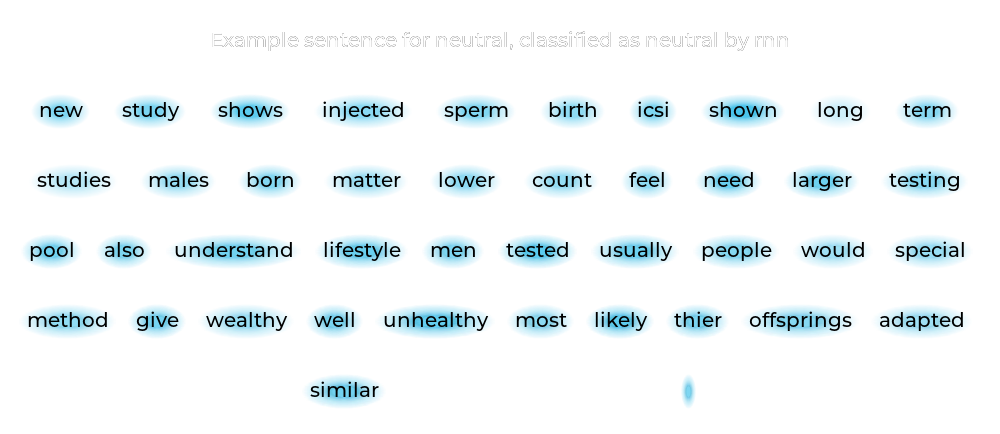 Example sentence for neutral, classified as neutral by rnn
new study shows injected sperm birth icsi shown long term
studies males born matter lower count feel need larger testing
pool also understand lifestyle men tested usually people would special
method give wealthy well unhealthy most likely thier offsprings adapted
similar